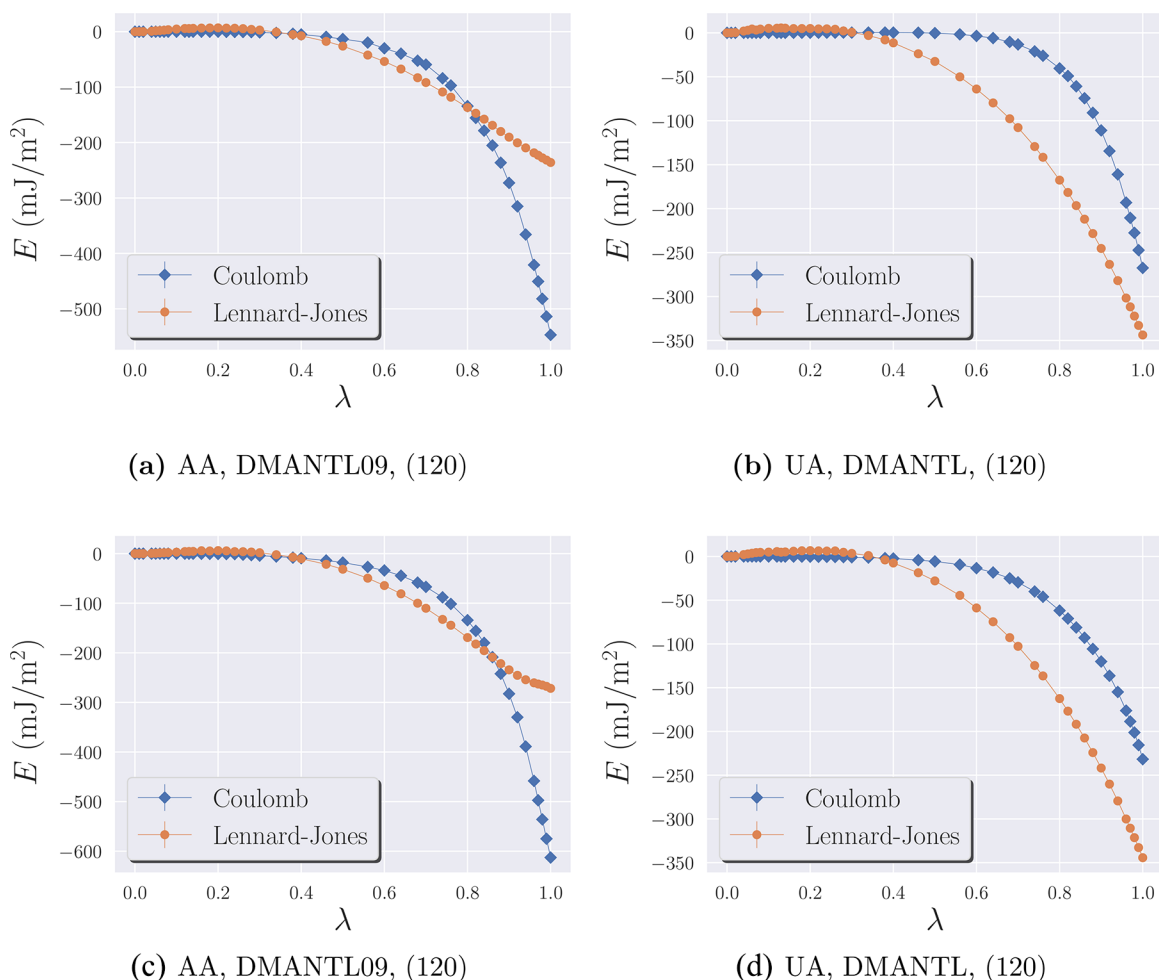 0
−100
−200
−300
−400
−500
E (mJ/m²)
Coulomb
Lennard-Jones
0.0 0.2 0.4 0.6 0.8 1.0
λ
(a) AA, DMANTL09, (120)
0
−50
−100
−150
−200
−250
−300
−350
E (mJ/m²)
Coulomb
Lennard-Jones
0.0 0.2 0.4 0.6 0.8 1.0
λ
(b) UA, DMANTL, (120)
0
−100
−200
−300
−400
−500
−600
E (mJ/m²)
Coulomb
Lennard-Jones
0.0 0.2 0.4 0.6 0.8 1.0
λ
(c) AA, DMANTL09, (120)
0
−50
−100
−150
−200
−250
−300
−350
E (mJ/m²)
Coulomb
Lennard-Jones
0.0 0.2 0.4 0.6 0.8 1.0
λ
(d) UA, DMANTL, (120)